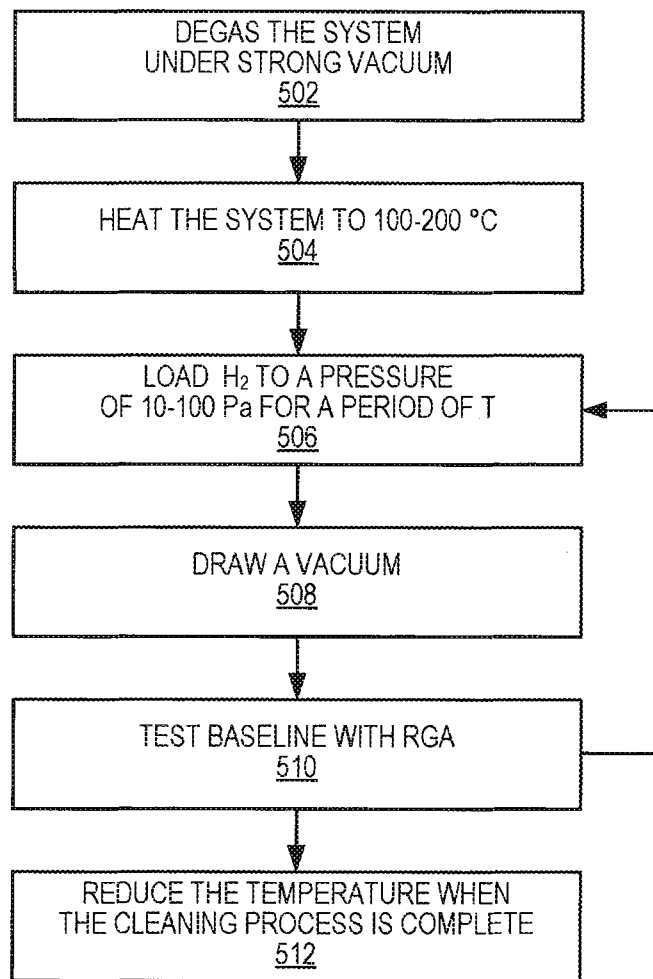 DEGAS THE SYSTEM
UNDER STRONG VACUUM
502
HEAT THE SYSTEM TO 100-200 °C
504
LOAD H₂ TO A PRESSURE
OF 10-100 Pa FOR A PERIOD OF T
506
DRAW A VACUUM
508
TEST BASELINE WITH RGA
510
REDUCE THE TEMPERATURE WHEN
THE CLEANING PROCESS IS COMPLETE
512